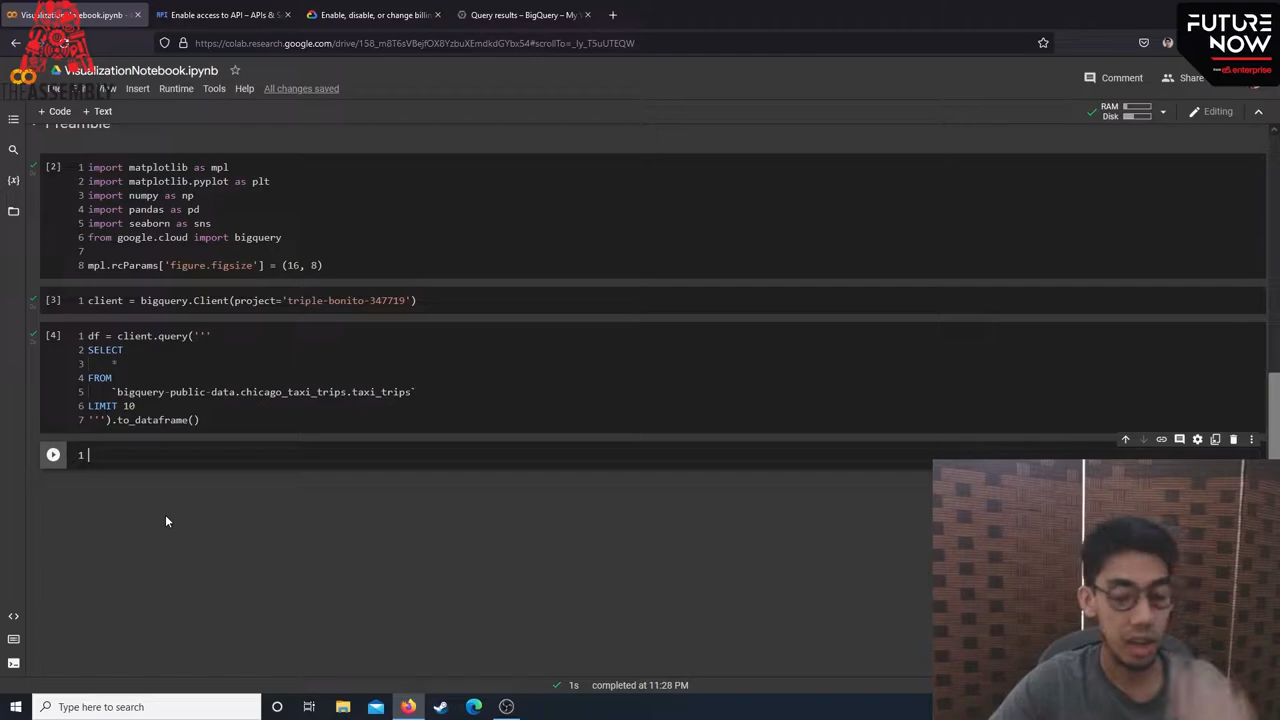 VisualizationNotebook.ipynb
Enable access to API – APIs & S
Enable, disable, or change billin
Query results – BigQuery – My
https://colab.research.google.com/drive/158_m8T6sVBejfOX8YzbuXEmdkdGYbx54#scrollTo=_ly_T5uUTEQW
FUTURE
NOW
from e& enterprise
VisualizationNotebook.ipynb
THE ASSEMBLY
Insert Runtime Tools Help All changes saved
Comment Share
+ Code + Text
RAM
Disk
Editing
Preamble
[2] 1 import matplotlib as mpl
2 import matplotlib.pyplot as plt
3 import numpy as np
4 import pandas as pd
5 import seaborn as sns
6 from google.cloud import bigquery
7
8 mpl.rcParams['figure.figsize'] = (16, 8)
[3] 1 client = bigquery.Client(project='triple-bonito-347719')
[4] 1 df = client.query('''
2 SELECT
3 *
4 FROM
5 `bigquery-public-data.chicago_taxi_trips.taxi_trips`
6 LIMIT 10
7 ''').to_dataframe()
1
1s completed at 11:28 PM
Type here to search